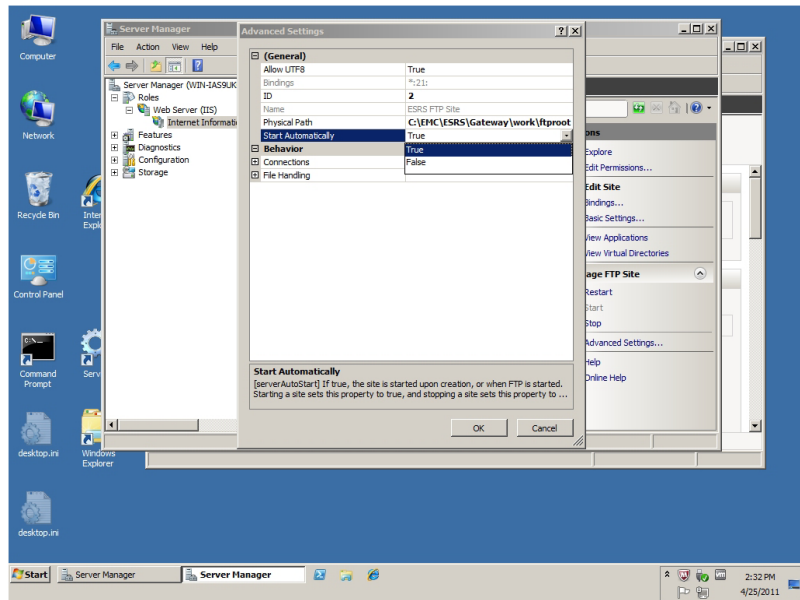 Computer
Network
Recycle Bin
Control Panel
Command
Prompt
desktop.ini
desktop.ini
Windows
Explorer
Server Manager
File Action View Help
Server Manager (WIN-IAS9UK
Roles
Web Server (IIS)
Internet Informati
Features
Diagnostics
Configuration
Storage
Advanced Settings
(General)
Allow UTF8 True
Bindings *:21:
ID 2
Name ESRS FTP Site
Physical Path C:\EMC\ESRS\Gateway\work\ftproot
Start Automatically True
True
False
Behavior
Connections
File Handling
Start Automatically
[serverAutoStart] If true, the site is started upon creation, or when FTP is started.
Starting a site sets this property to true, and stopping a site sets this property to ...
OK Cancel
ons
Explore
Edit Permissions...
Edit Site
Bindings...
Basic Settings...
View Applications
View Virtual Directories
age FTP Site
Restart
Start
Stop
Advanced Settings...
Help
Online Help
Start Server Manager Server Manager
2:32 PM
4/25/2011